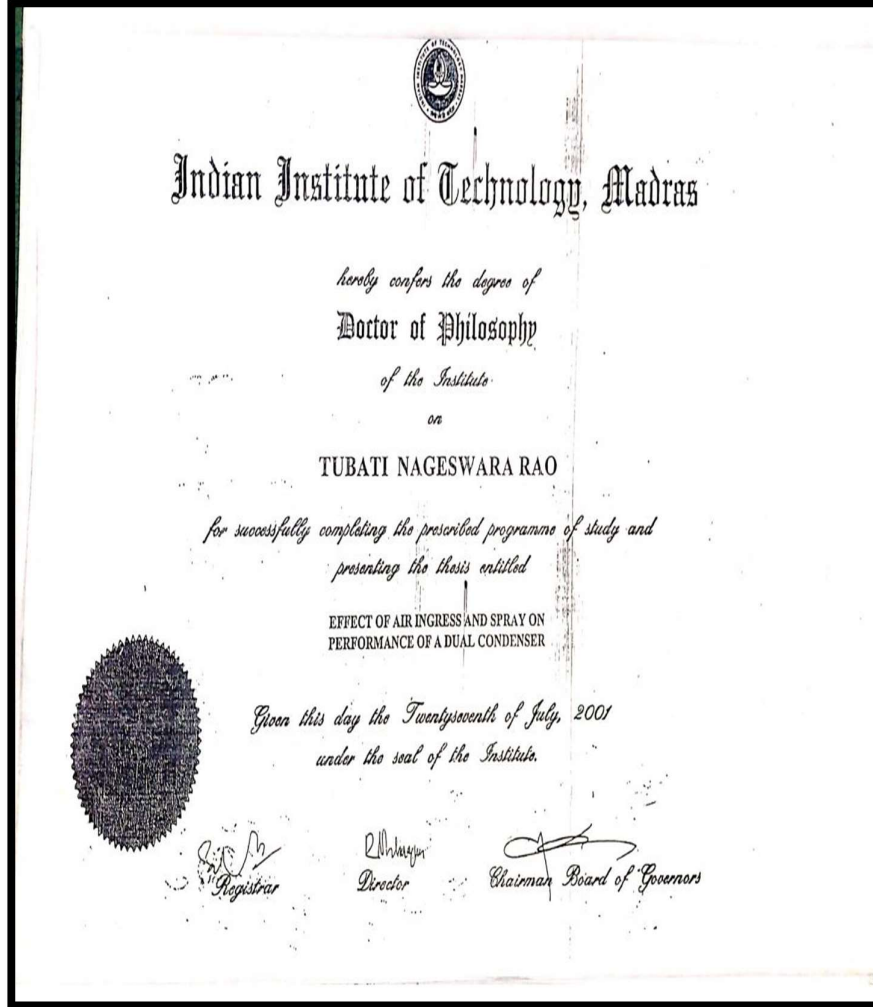 Indian Institute of Technology, Madras
hereby confers the degree of
Doctor of Philosophy
of the Institute
on
TUBATI NAGESWARA RAO
for successfully completing the prescribed programme of study and
presenting the thesis entitled
EFFECT OF AIR INGRESS AND SPRAY ON
PERFORMANCE OF A DUAL CONDENSER
Given this day the Twentyseventh of July, 2001
under the seal of the Institute.
Registrar
Director
Chairman Board of Governors